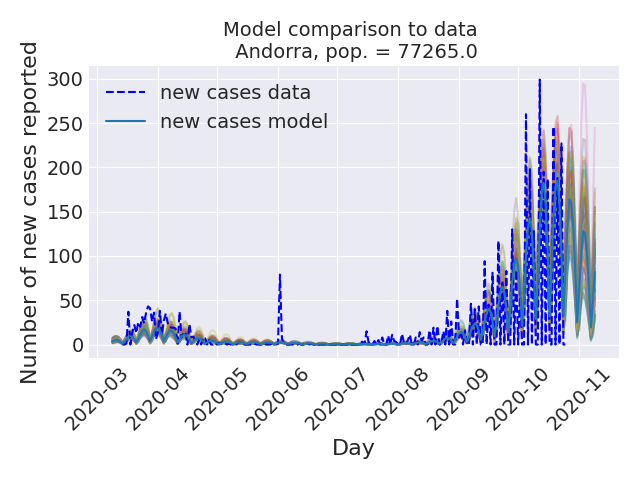 Model comparison to data
Andorra, pop. = 77265.0
Number of new cases reported
300
250
200
150
100
50
0
new cases data
new cases model
2020-03
2020-04
2020-05
2020-06
2020-07
2020-08
2020-09
2020-10
2020-11
Day